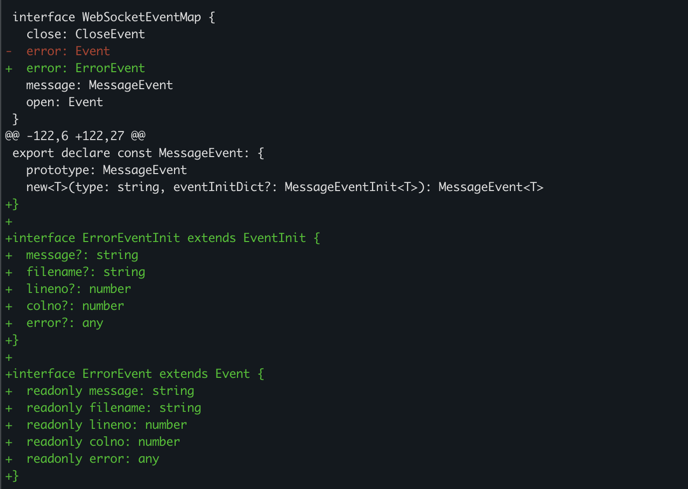 interface WebSocketEventMap {
   close: CloseEvent
-  error: Event
+  error: ErrorEvent
   message: MessageEvent
   open: Event
 }
@@ -122,6 +122,27 @@
 export declare const MessageEvent: {
   prototype: MessageEvent
   new<T>(type: string, eventInitDict?: MessageEventInit<T>): MessageEvent<T>
+}
+
+interface ErrorEventInit extends EventInit {
+  message?: string
+  filename?: string
+  lineno?: number
+  colno?: number
+  error?: any
+}
+
+interface ErrorEvent extends Event {
+  readonly message: string
+  readonly filename: string
+  readonly lineno: number
+  readonly colno: number
+  readonly error: any
+}